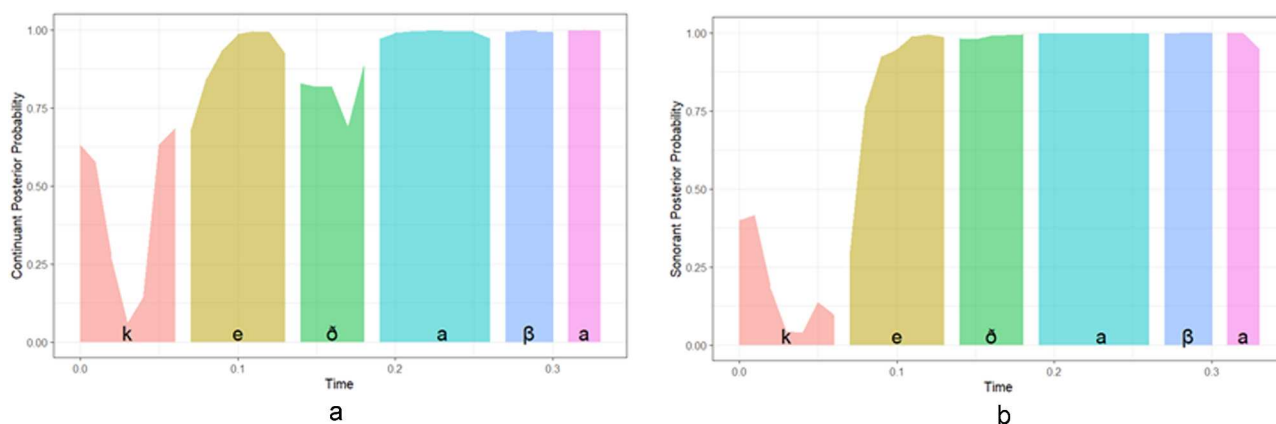 Continuant Posterior Probability
1.00
0.75
0.50
0.25
0.00
k e ð a β a
0.0 0.1 0.2 0.3
Time
a
Sonorant Posterior Probability
1.00
0.75
0.50
0.25
0.00
k e ð a β a
0.0 0.1 0.2 0.3
Time
b